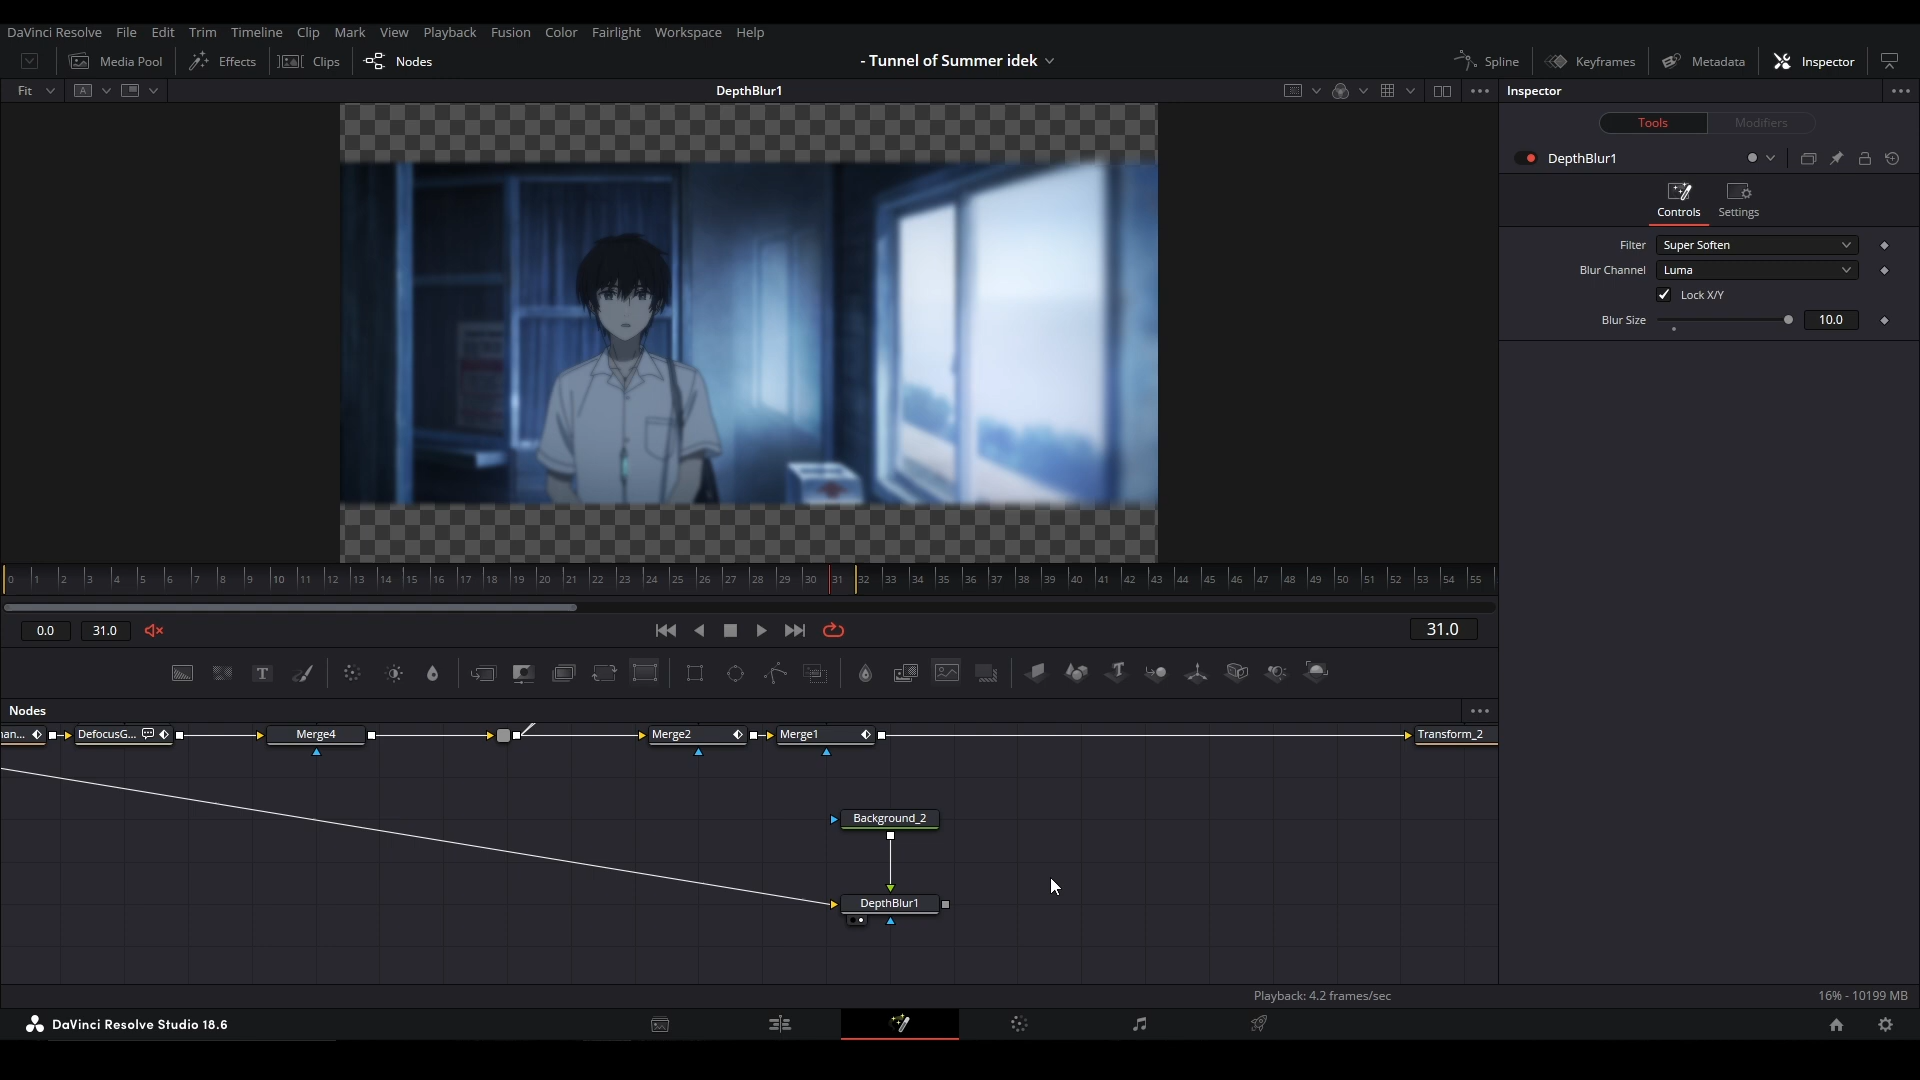 DaVinci Resolve File Edit Trim Timeline Clip Mark View Playback Fusion Color Fairlight Workspace Help
Media Pool Effects Clips Nodes - Tunnel of Summer idek Spline Keyframes Metadata Inspector
Fit A DepthBlur1 Inspector
Tools Modifiers
DepthBlur1
Controls Settings
Filter Super Soften
Blur Channel Luma
Lock X/Y
Blur Size 10.0
0 1 2 3 4 5 6 7 8 9 10 11 12 13 14 15 16 17 18 19 20 21 22 23 24 25 26 27 28 29 30 31 32 33 34 35 36 37 38 39 40 41 42 43 44 45 46 47 48 49 50 51 52 53 54 55
0.0 31.0 31.0
T
Nodes
nan... DefocusG... Merge4 Merge2 Merge1 Transform_2
Background_2
DepthBlur1
Playback: 4.2 frames/sec 16% - 10199 MB
DaVinci Resolve Studio 18.6